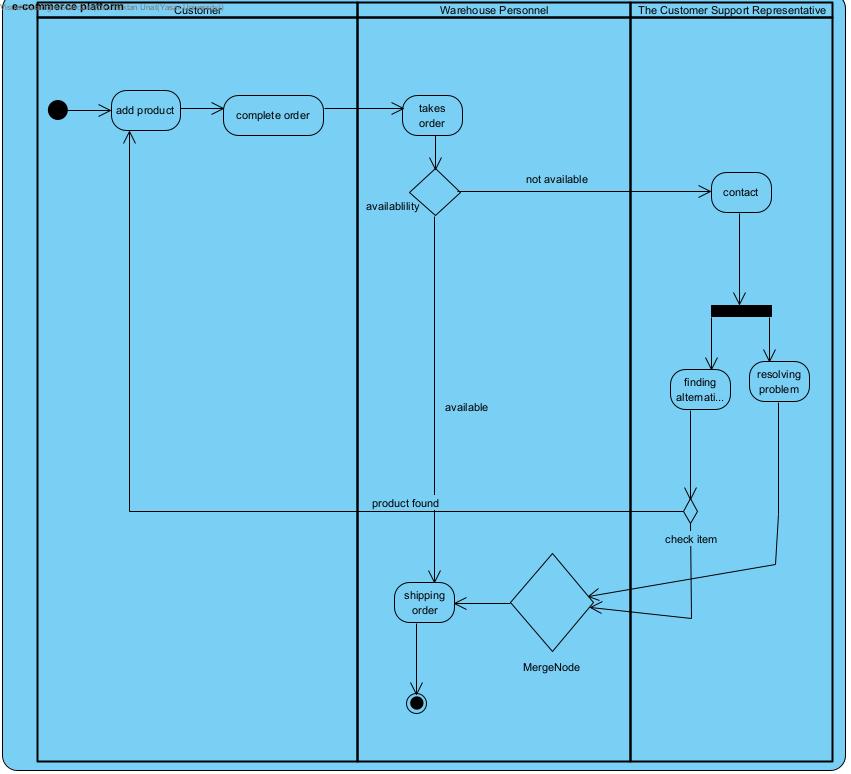 e-commerce platform
Customer
Warehouse Personnel
The Customer Support Representative
add product
complete order
takes
order
not available
contact
availablility
resolving
problem
finding
alternati...
available
product found
check item
shipping
order
MergeNode